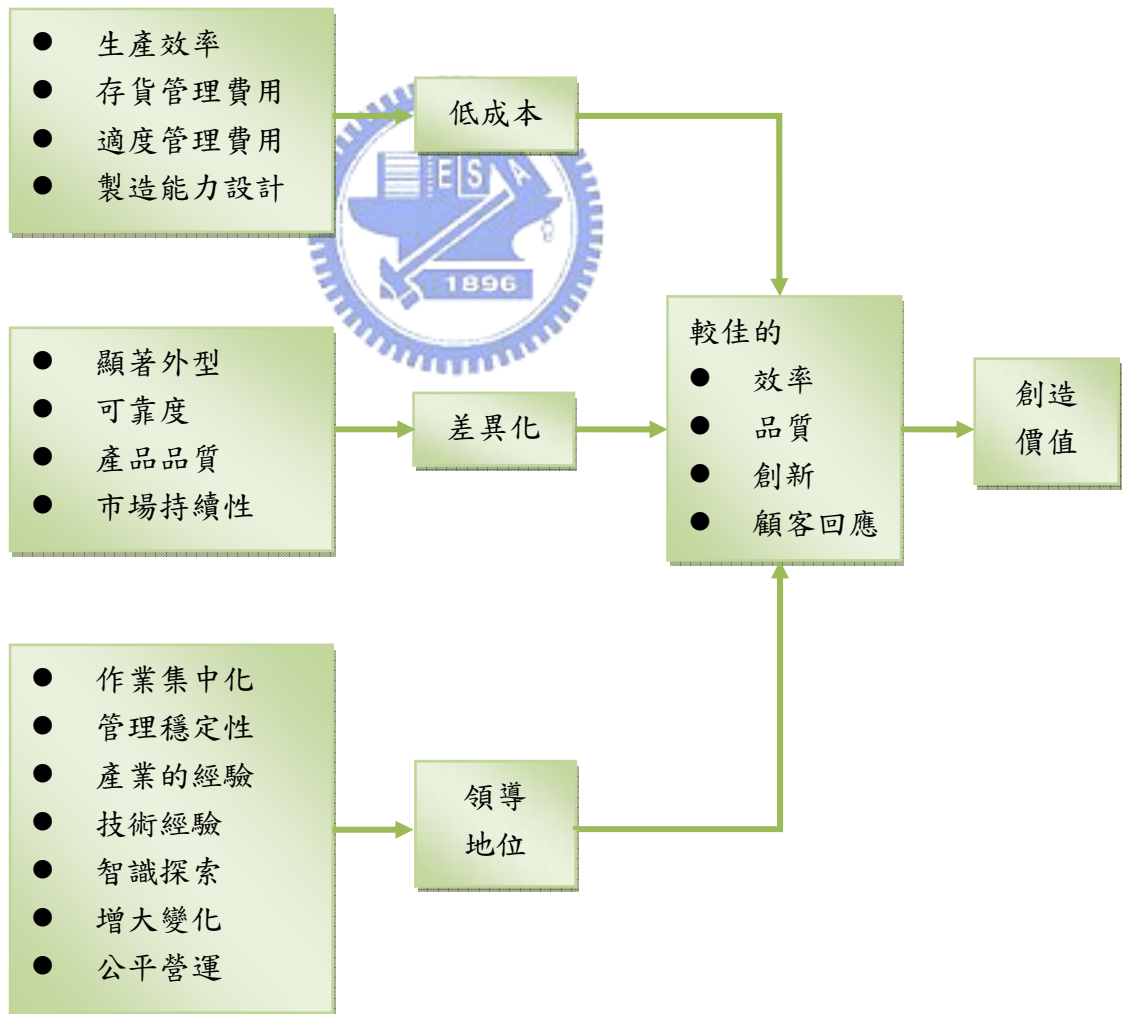 ● 生產效率
● 存貨管理費用
● 適度管理費用
● 製造能力設計
低成本
ESA
1896
● 顯著外型
● 可靠度
● 產品品質
● 市場持續性
差異化
較佳的
● 效率
● 品質
● 創新
● 顧客回應
創造
價值
● 作業集中化
● 管理穩定性
● 產業的經驗
● 技術經驗
● 智識探索
● 增大變化
● 公平營運
領導
地位